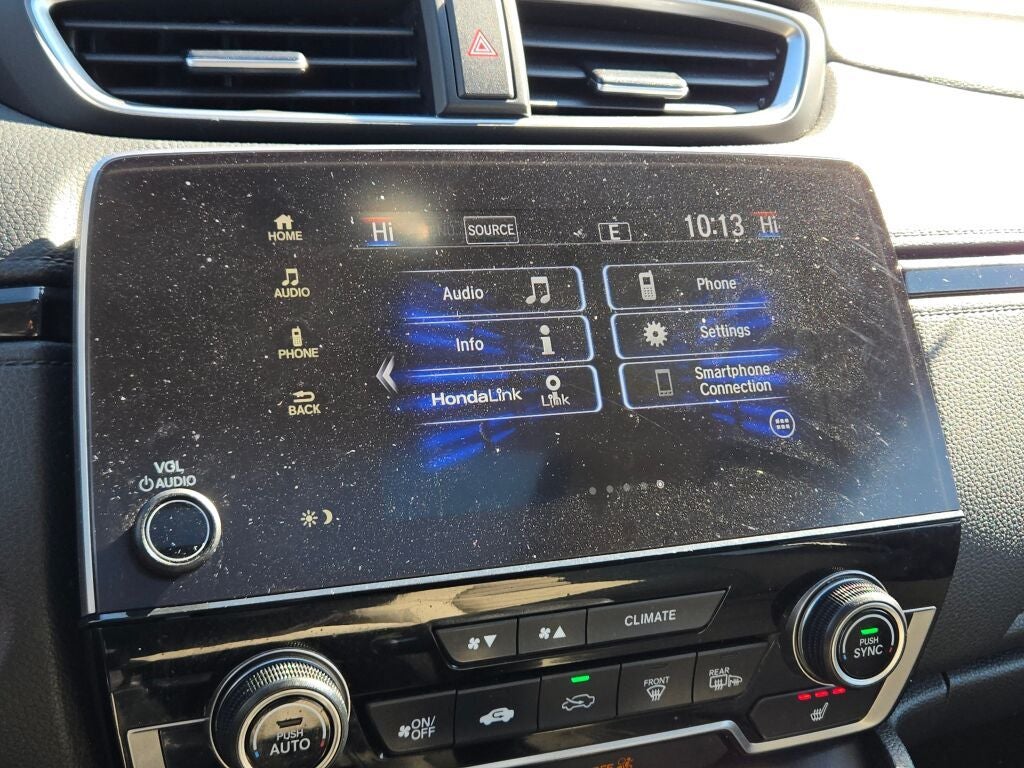 HOME
Hi
SOURCE
E
10:13
Hi
AUDIO
Audio
Phone
PHONE
Info
Settings
BACK
HondaLink
Link
Smartphone
Connection
VOL
AUDIO
CLIMATE
PUSH
SYNC
ON/
OFF
FRONT
REAR
PUSH
AUTO